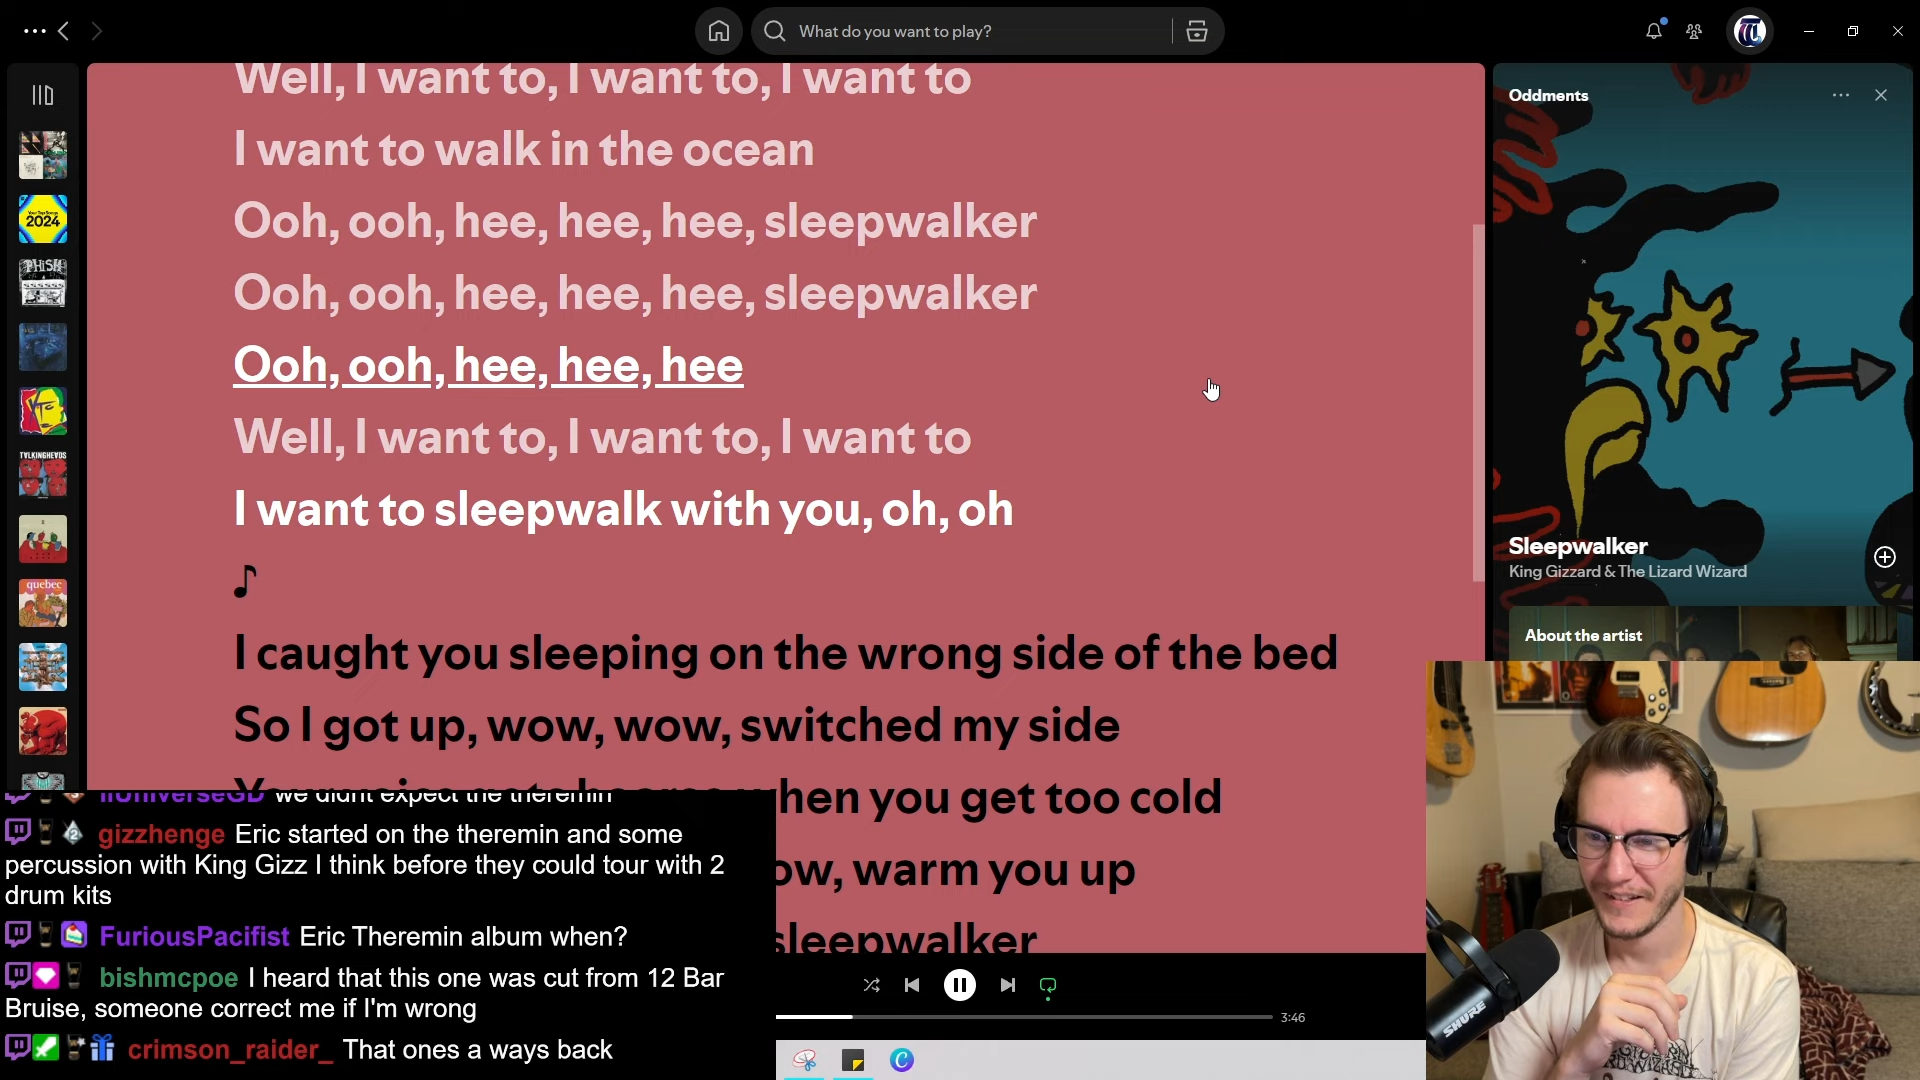 What do you want to play?
Well, I want to, I want to, I want to
I want to walk in the ocean
Ooh, ooh, hee, hee, hee, sleepwalker
Ooh, ooh, hee, hee, hee, sleepwalker
Ooh, ooh, hee, hee, hee
Well, I want to, I want to, I want to
I want to sleepwalk with you, oh, oh
I caught you sleeping on the wrong side of the bed
So I got up, wow, wow, switched my side
when you get too cold
warm you up
sleepwalker
2024
PHISH
TVLKINGHEVDS
quebec
Oddments
Sleepwalker
King Gizzard & The Lizard Wizard
About the artist
we didnt expect the theremin
gizzhenge Eric started on the theremin and some
percussion with King Gizz I think before they could tour with 2
drum kits
FuriousPacifist Eric Theremin album when?
bishmcpoe I heard that this one was cut from 12 Bar
Bruise, someone correct me if I'm wrong
crimson_raider_ That ones a ways back
3:46
SHURE